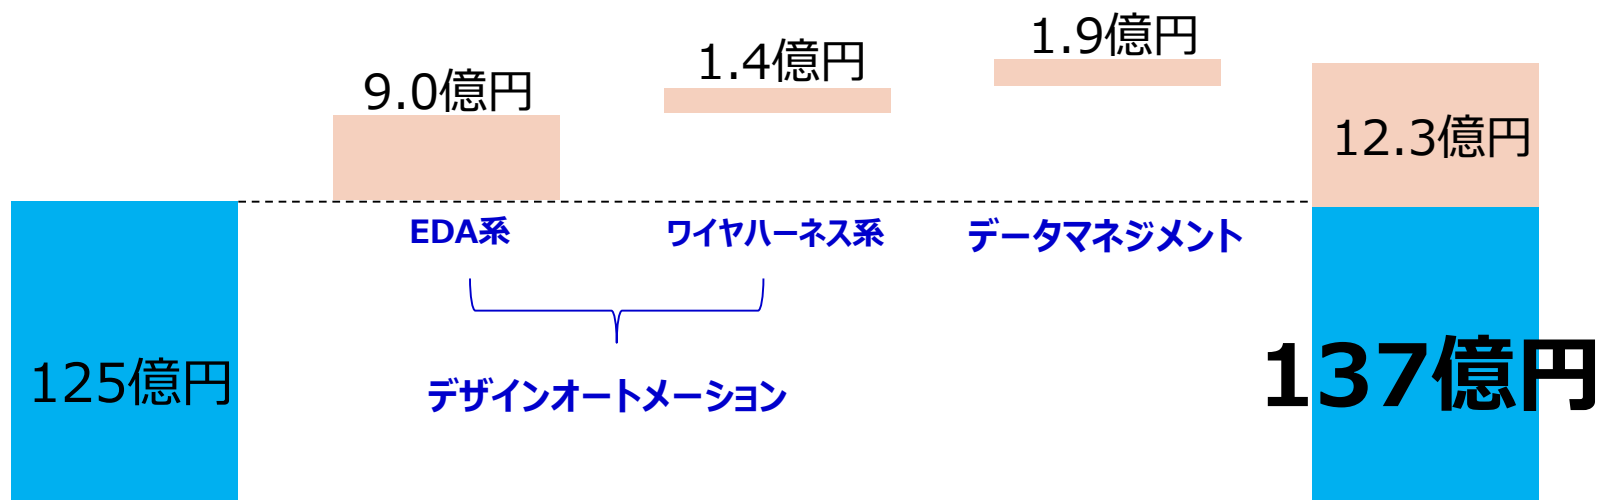 1.9億円
1.4億円
9.0億円
12.3億円
EDA系
ワイヤハーネス系
データマネジメント
125億円
137億円
デザインオートメーション